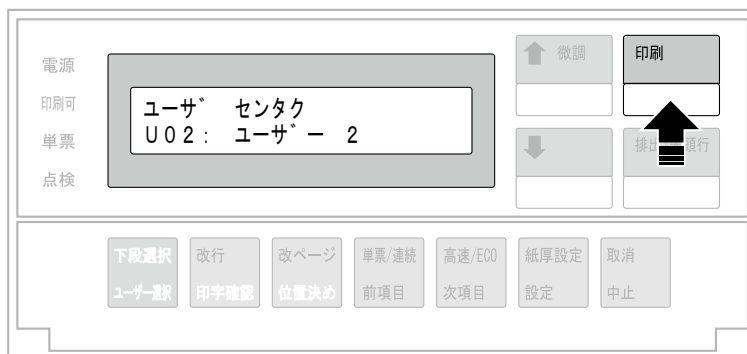 電源
印刷可
単票
点検
ユーザ゛ センタク
U02: ユーザ゛ー 2
微調
印刷
排出 頭行
下段選択
ユーザー選択
改行
印字確認
改ページ
位置決め
単票/連続
前項目
高速/ECO
次項目
紙厚設定
設定
取消
中止